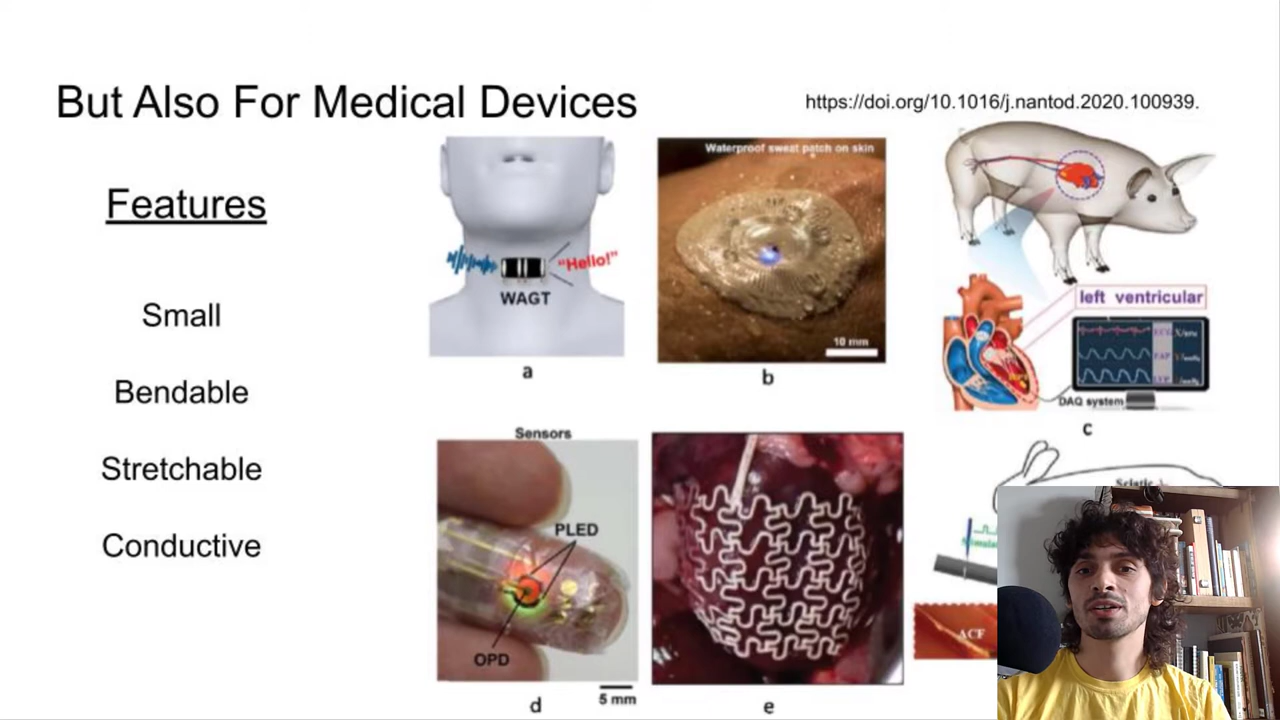 But Also For Medical Devices
https://doi.org/10.1016/j.nantod.2020.100939.
Features
Small
Bendable
Stretchable
Conductive
"Hello!"
WAGT
a
Waterproof sweat patch on skin
10 mm
b
left ventricular
DAQ system
c
Sensors
PLED
OPD
5 mm
d
e
Sciatic
ACF